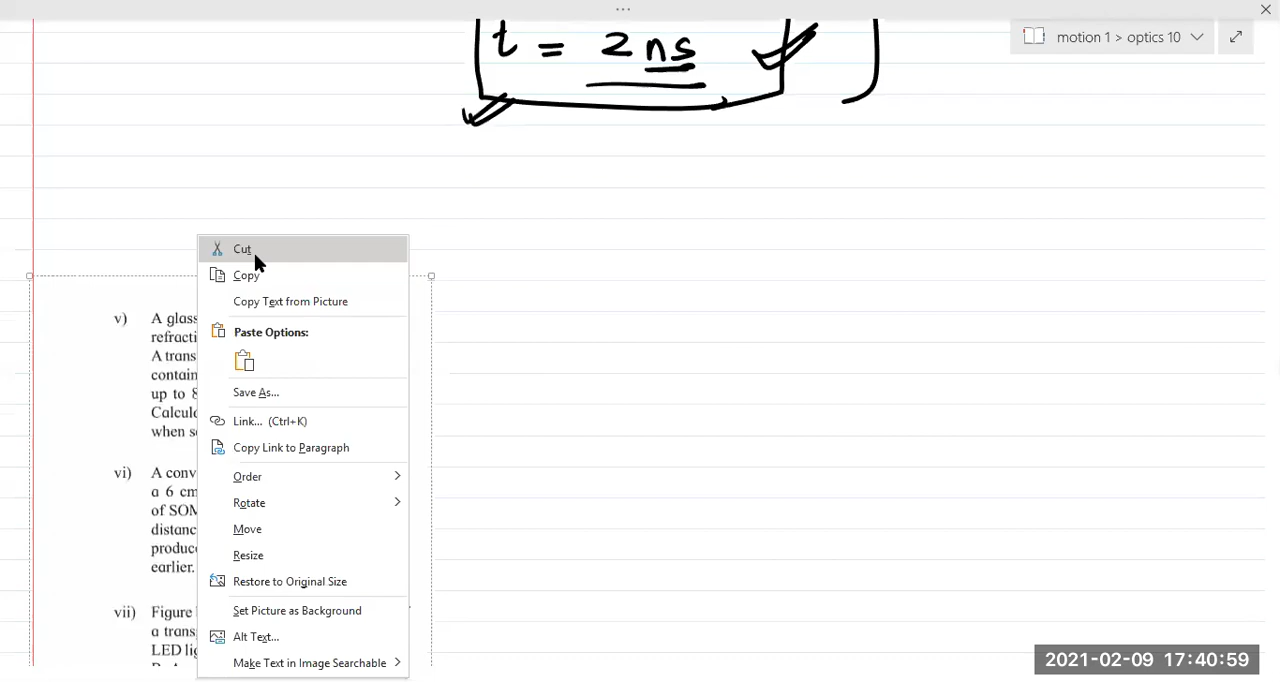 motion 1 > optics 10
t = 2 ns
Cut
Copy
Copy Text from Picture
Paste Options:
Save As...
Link... (Ctrl+K)
Copy Link to Paragraph
Order
Rotate
Move
Resize
Restore to Original Size
Set Picture as Background
Alt Text...
Make Text in Image Searchable
v) A glass
refracti
A trans
contain
up to 8
Calcula
when s
vi) A conv
a 6 cm
of SOM
distanc
produc
earlier.
vii) Figure
a trans
LED lig
2021-02-09 17:40:59